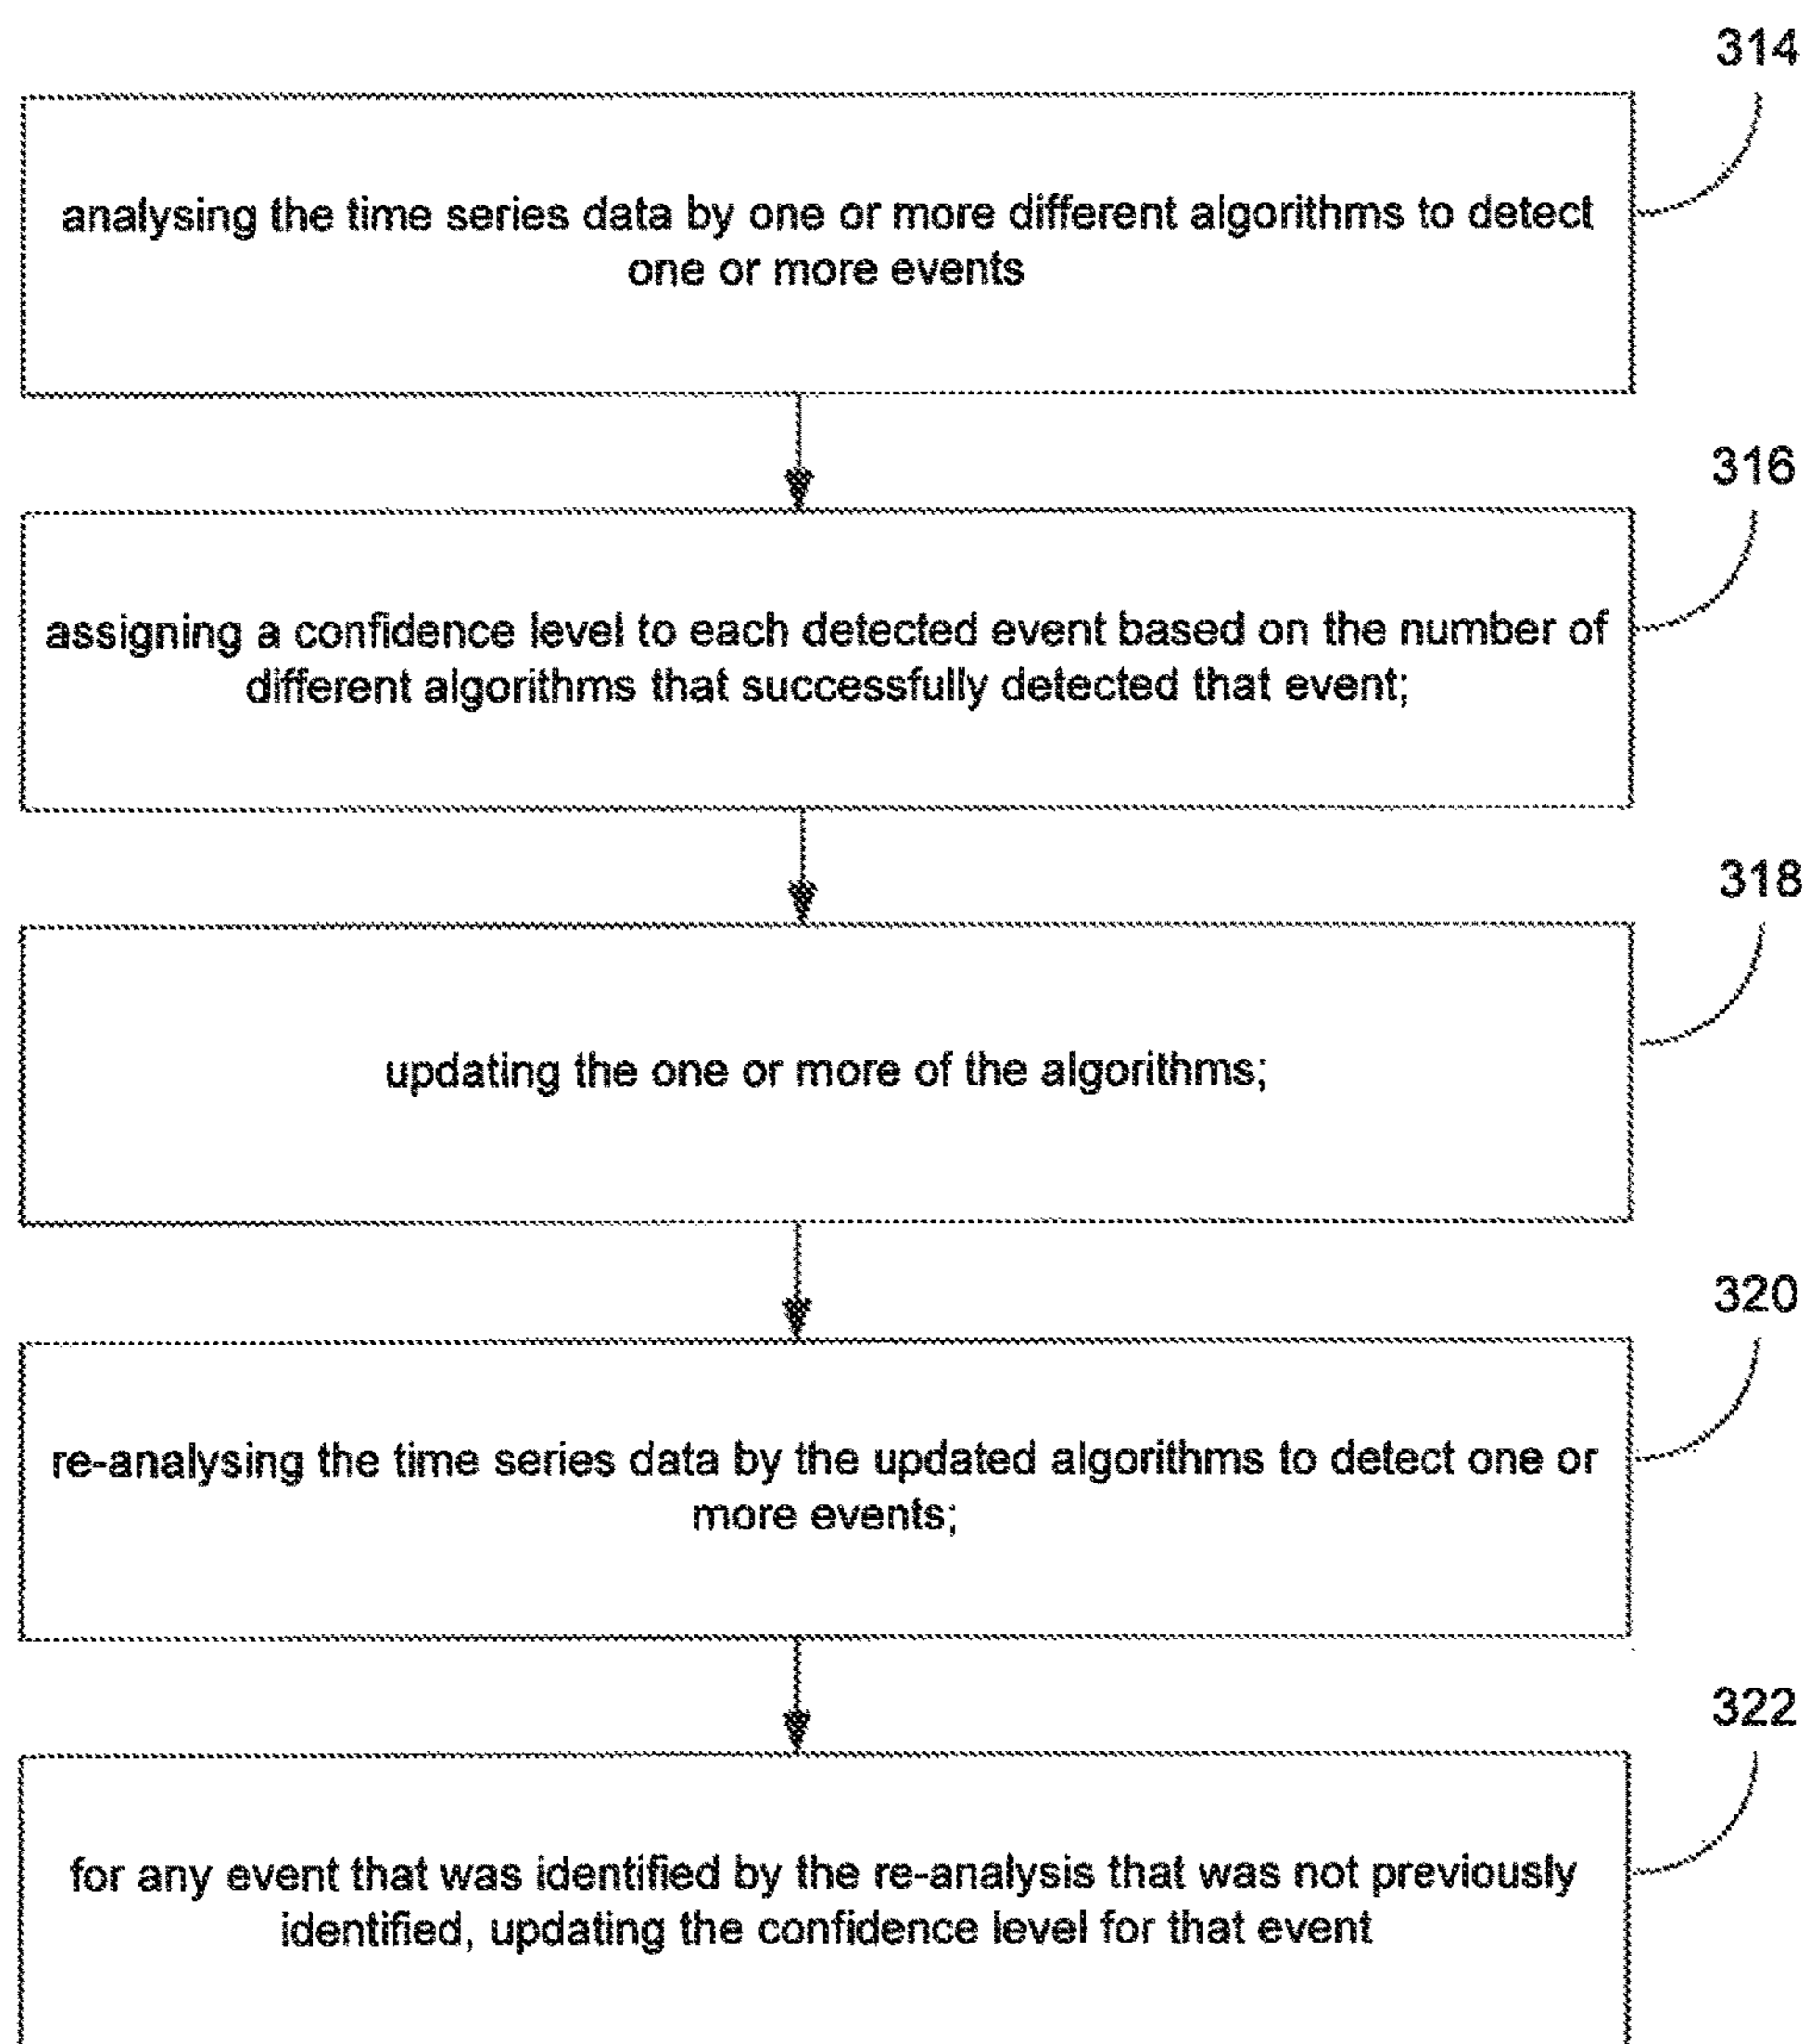 314
analysing the time series data by one or more different algorithms to detect
one or more events
316
assigning a confidence level to each detected event based on the number of
different algorithms that successfully detected that event;
318
updating the one or more of the algorithms;
320
re-analysing the time series data by the updated algorithms to detect one or
more events;
322
for any event that was identified by the re-analysis that was not previously
identified, updating the confidence level for that event